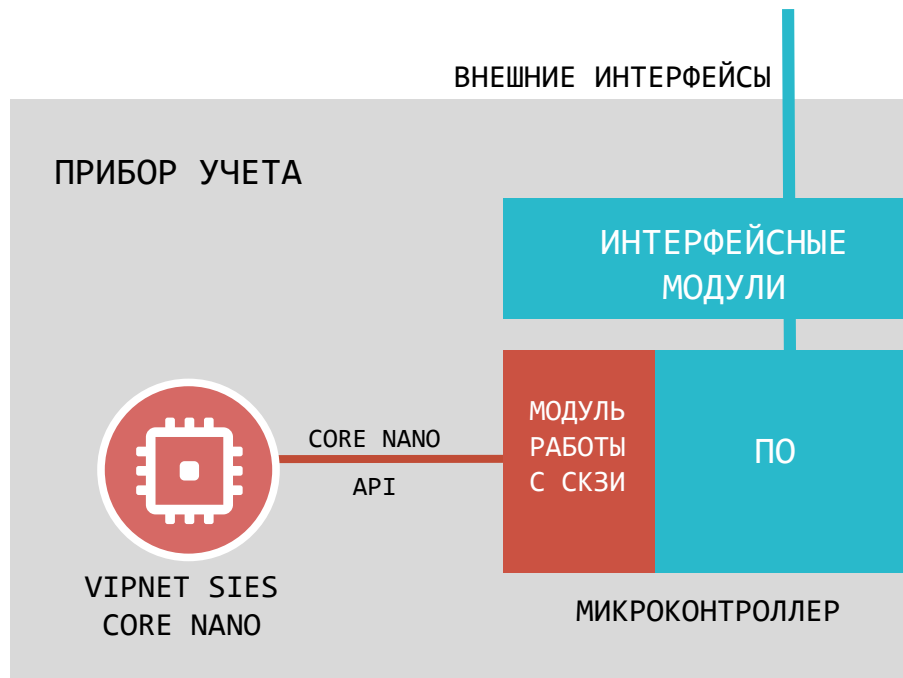 ВНЕШНИЕ ИНТЕРФЕЙСЫ
ПРИБОР УЧЕТА
ИНТЕРФЕЙСНЫЕ
МОДУЛИ
МОДУЛЬ
РАБОТЫ
С СКЗИ
ПО
CORE NANO
API
VIPNET SIES
CORE NANO
МИКРОКОНТРОЛЛЕР